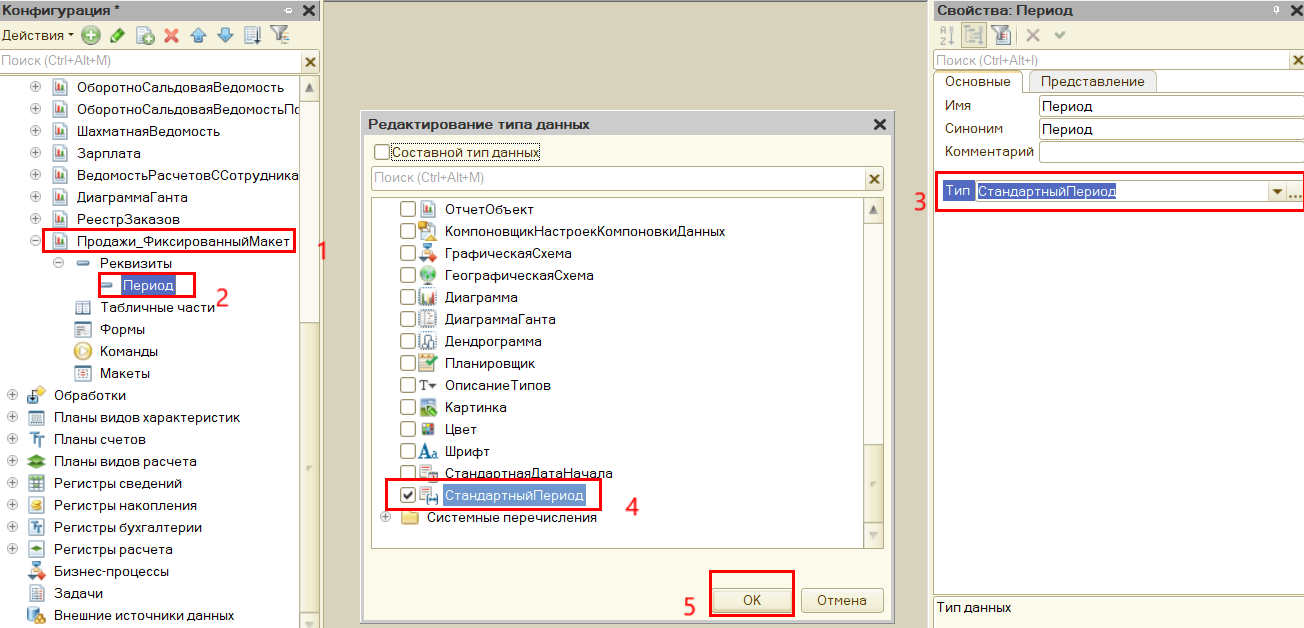 Конфигурация *
Действия
Поиск (Ctrl+Alt+M)
ОборотноСальдоваяВедомость
ОборотноСальдоваяВедомостьПо
ШахматнаяВедомость
Зарплата
ВедомостьРасчетовССотрудника
ДиаграммаГанта
РеестрЗаказов
Продажи_ФиксированныйМакет
1
Реквизиты
Период
2
Табличные части
Формы
Команды
Макеты
Обработки
Планы видов характеристик
Планы счетов
Планы видов расчета
Регистры сведений
Регистры накопления
Регистры бухгалтерии
Регистры расчета
Бизнес-процессы
Задачи
Внешние источники данных
Редактирование типа данных
Составной тип данных
Поиск (Ctrl+Alt+M)
ОтчетОбъект
КомпоновщикНастроекКомпоновкиДанных
ГрафическаяСхема
ГеографическаяСхема
Диаграмма
ДиаграммаГанта
Дендрограмма
Планировщик
ОписаниеТипов
Картинка
Цвет
Шрифт
СтандартнаяДатаНачала
СтандартныйПериод
4
Системные перечисления
5
OK
Отмена
Свойства: Период
Поиск (Ctrl+Alt+I)
Основные
Представление
Имя
Период
Синоним
Период
Комментарий
3
Тип
СтандартныйПериод
...
Тип данных